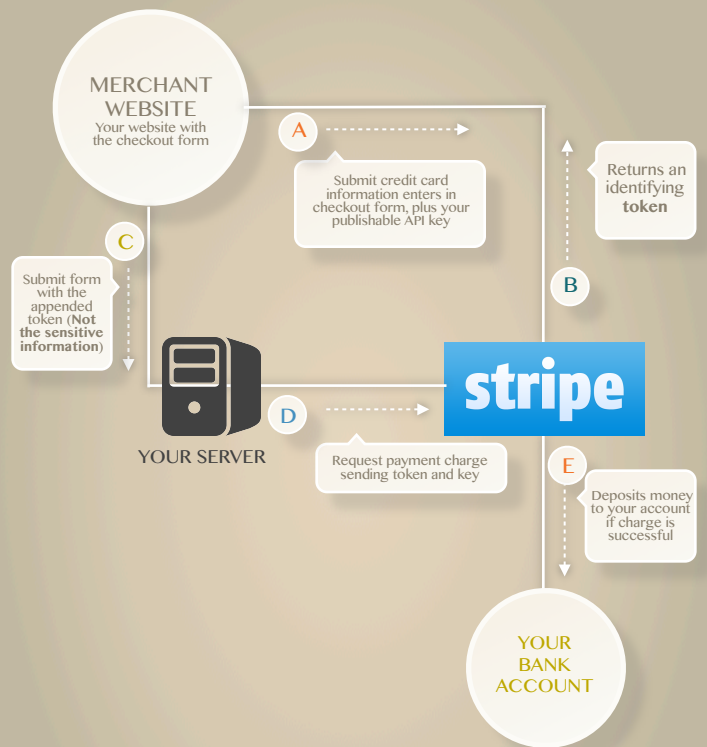 MERCHANT
WEBSITE
Your website with
the checkout form
A
Submit credit card
information enters in
checkout form, plus your
publishable API key
Returns an
identifying
token
B
C
Submit form
with the
appended
token (Not
the sensitive
information)
stripe
YOUR SERVER
D
Request payment charge
sending token and key
E
Deposits money
to your account
if charge is
successful
YOUR
BANK
ACCOUNT